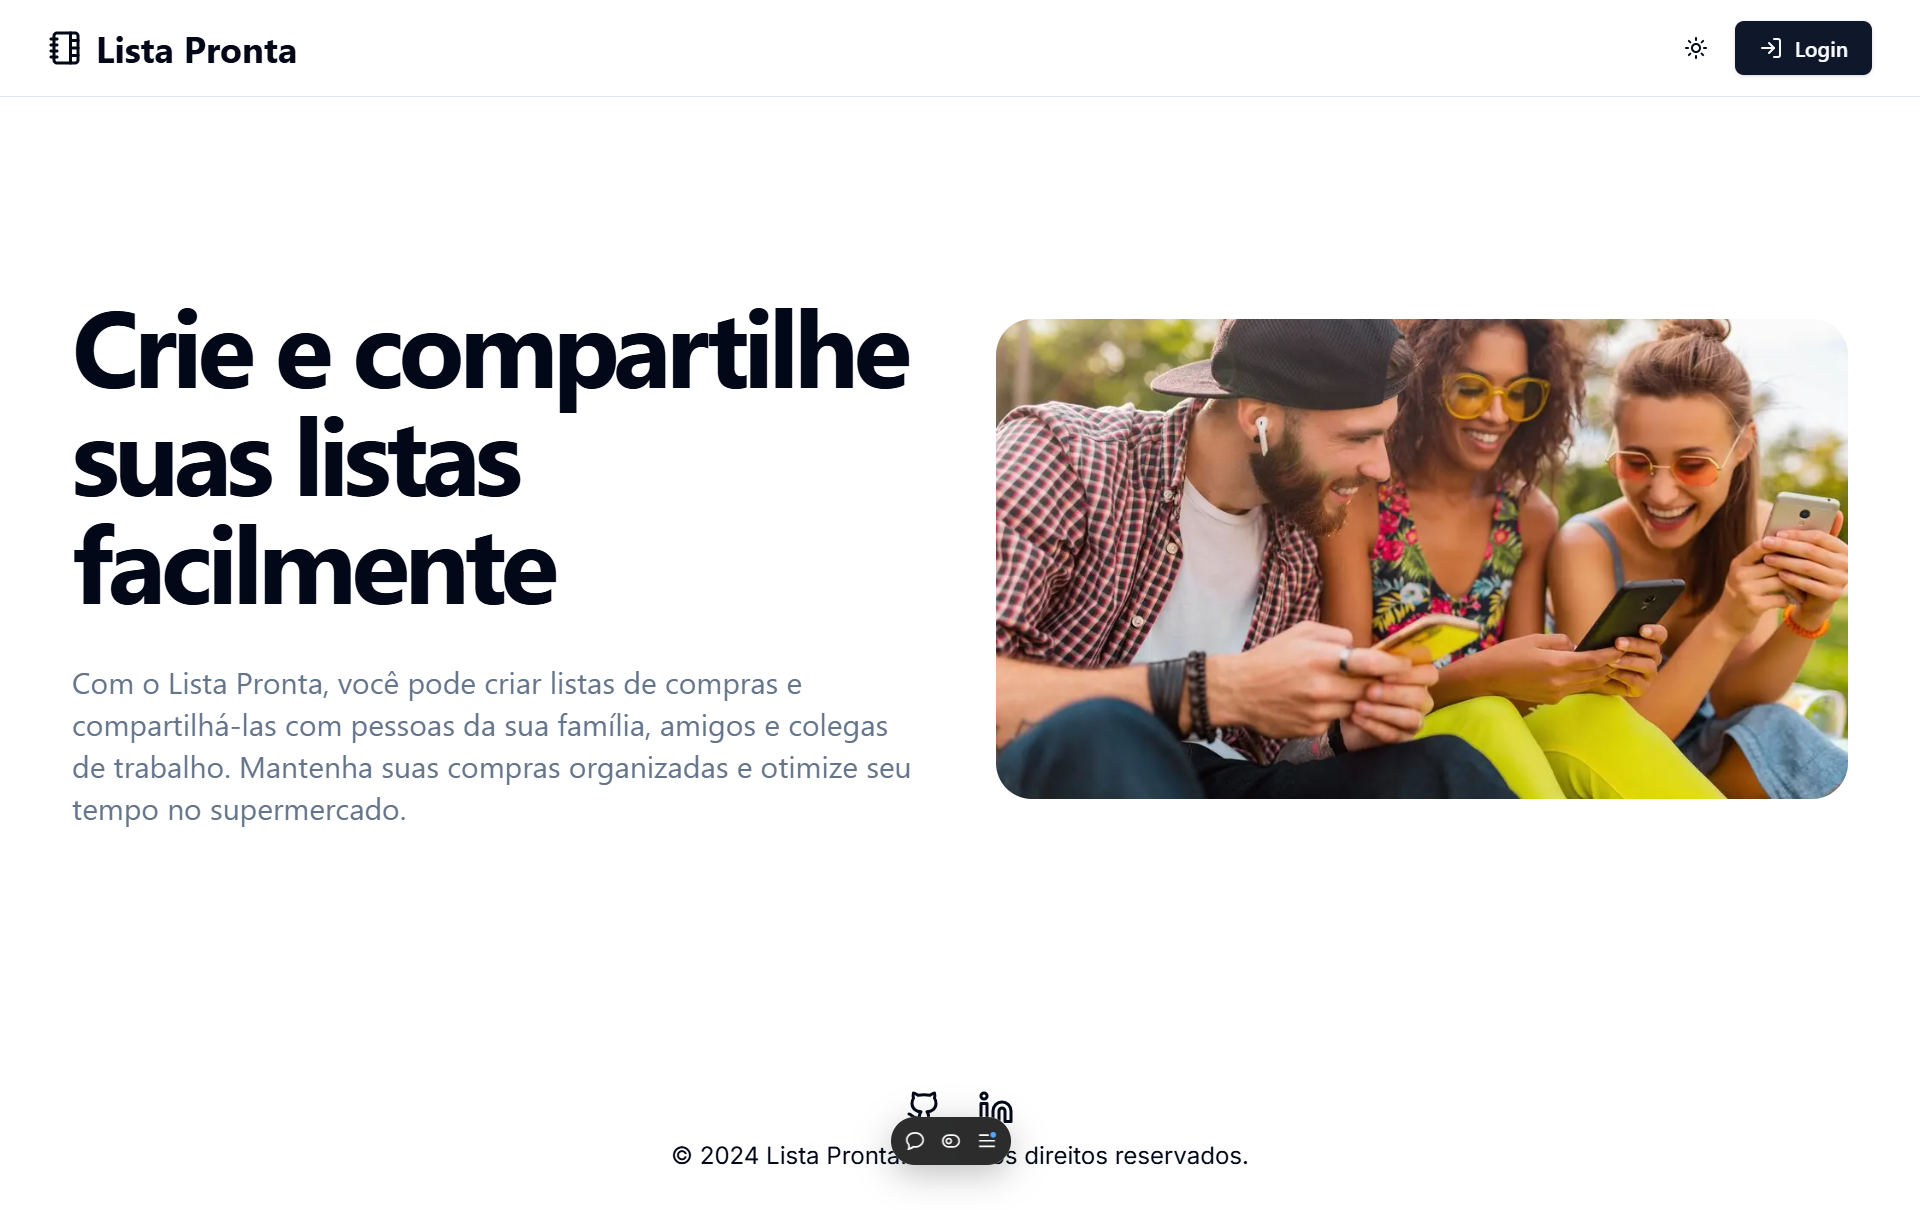 Lista Pronta
Login
Crie e compartilhe
suas listas
facilmente
Com o Lista Pronta, você pode criar listas de compras e
compartilhá-las com pessoas da sua família, amigos e colegas
de trabalho. Mantenha suas compras organizadas e otimize seu
tempo no supermercado.
© 2024 Lista Pronta. direitos reservados.